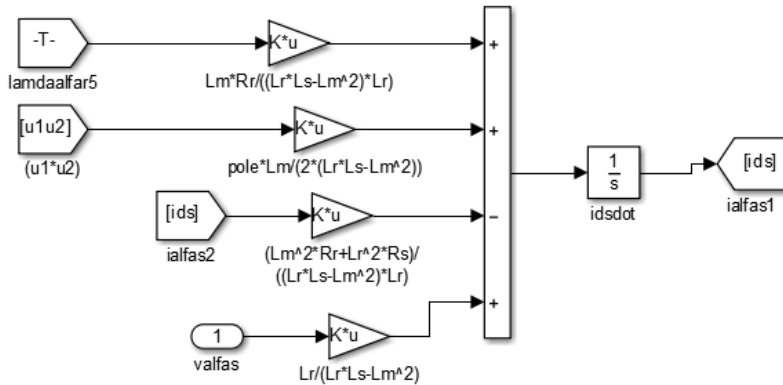 -T-
lamdaalfar5
K*u
Lm*Rr/((Lr*Ls-Lm^2)*Lr)
+
[u1u2]
(u1*u2)
K*u
pole*Lm/(2*(Lr*Ls-Lm^2))
+
[ids]
ialfas2
K*u
(Lm^2*Rr+Lr^2*Rs)/
((Lr*Ls-Lm^2)*Lr)
−
1
valfas
K*u
Lr/(Lr*Ls-Lm^2)
+
1
s
idsdot
[ids]
ialfas1